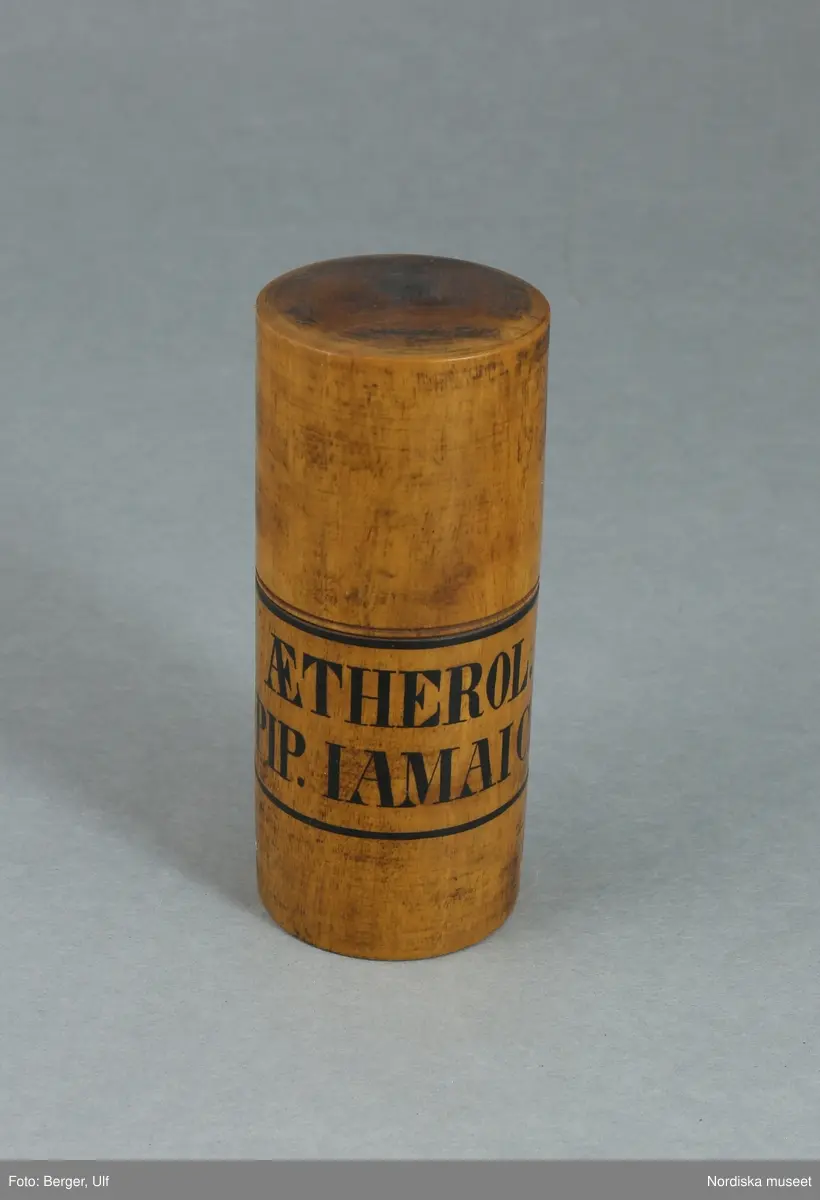 ÆTHEROL.
PIP. IAMAIC
Foto: Berger, Ulf
Nordiska museet